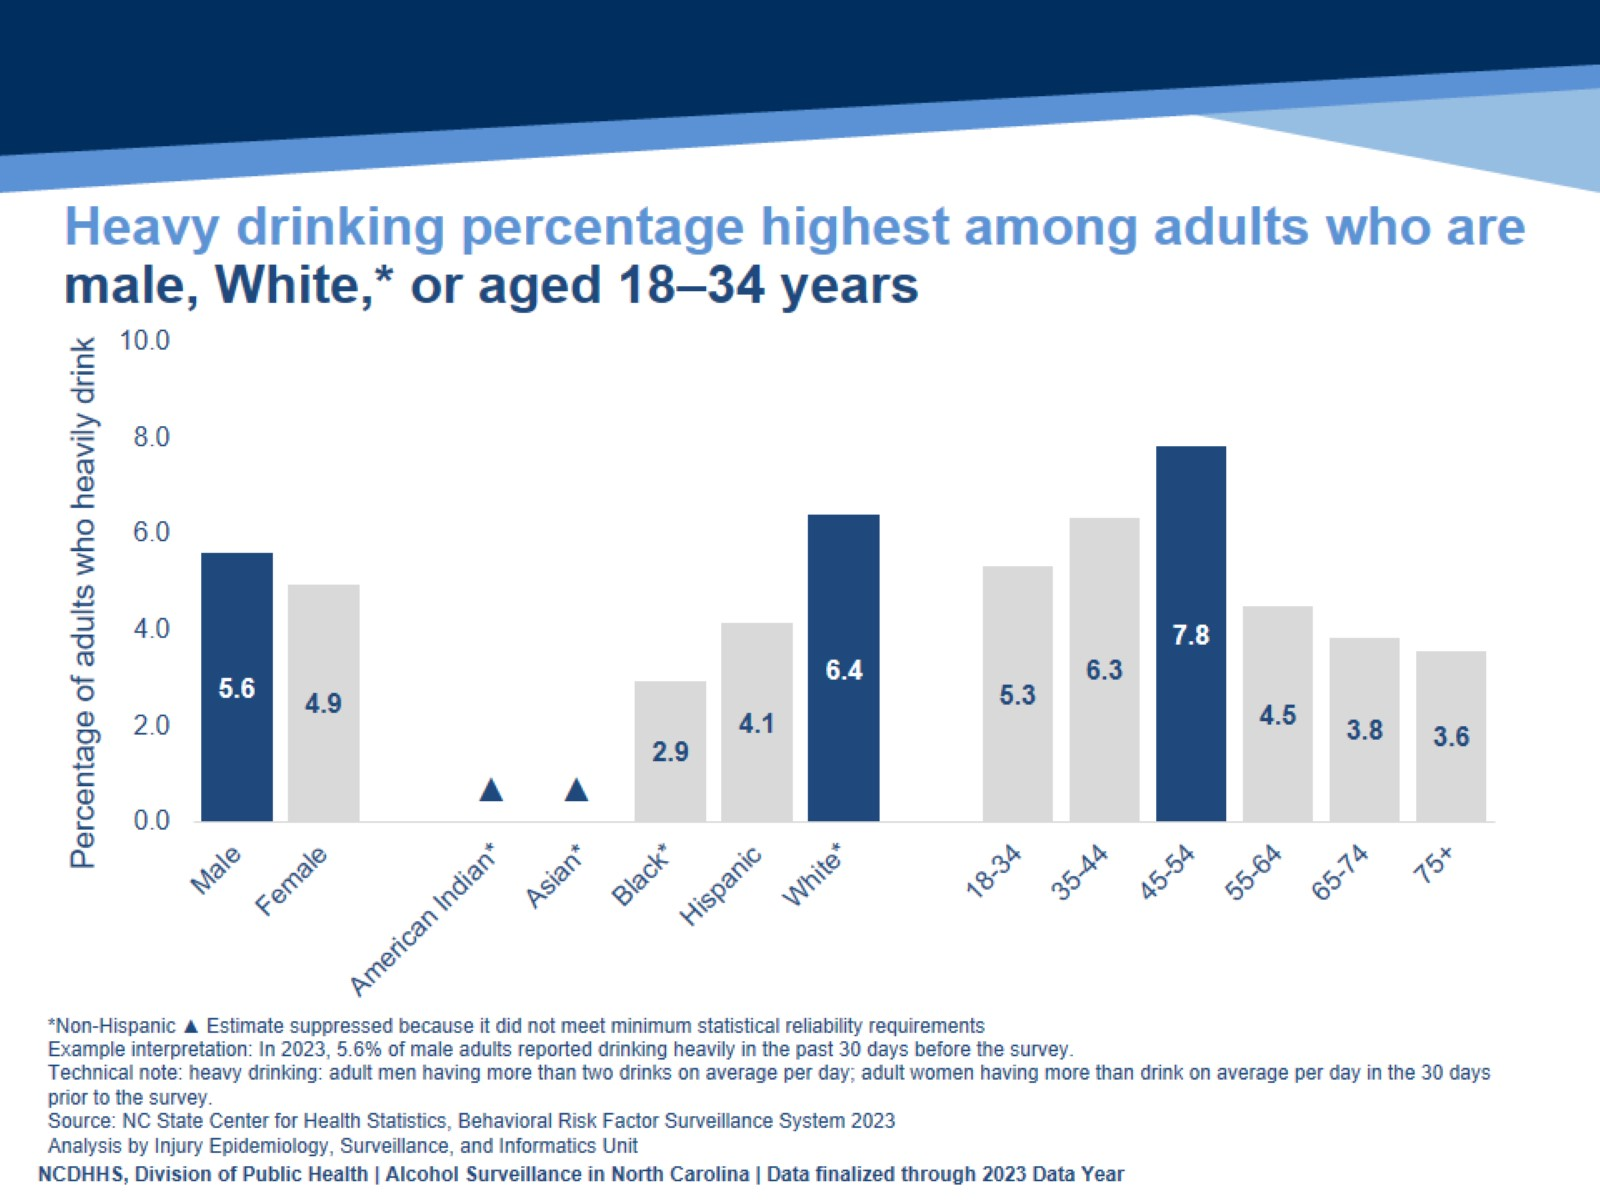 Heavy drinking percentage highest among adults who are
male, White,* or aged 18–34 years
Percentage of adults who heavily drink
10.0
8.0
6.0
4.0
2.0
0.0
5.6
4.9
▲
▲
2.9
4.1
6.4
5.3
6.3
7.8
4.5
3.8
3.6
Male
Female
American Indian*
Asian*
Black*
Hispanic
White*
18-34
35-44
45-54
55-64
65-74
75+
*Non-Hispanic ▲ Estimate suppressed because it did not meet minimum statistical reliability requirements
Example interpretation: In 2023, 5.6% of male adults reported drinking heavily in the past 30 days before the survey.
Technical note: heavy drinking: adult men having more than two drinks on average per day; adult women having more than drink on average per day in the 30 days
prior to the survey.
Source: NC State Center for Health Statistics, Behavioral Risk Factor Surveillance System 2023
Analysis by Injury Epidemiology, Surveillance, and Informatics Unit
NCDHHS, Division of Public Health | Alcohol Surveillance in North Carolina | Data finalized through 2023 Data Year